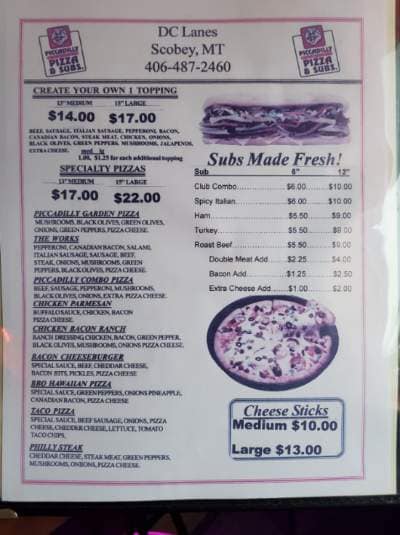 DC Lanes
Scobey, MT
406-487-2460
PICCADILLY
PIZZA
& SUBS.
PICCADILLY
PIZZA
& SUBS.
CREATE YOUR OWN 1 TOPPING
13" MEDIUM 15" LARGE
$14.00 $17.00
BEEF, SAUSAGE, ITALIAN SAUSAGE, PEPPERONI, BACON,
CANADIAN BACON, STEAK MEAT, CHICKEN, ONIONS,
BLACK OLIVES, GREEN PEPPERS, MUSHROOMS, JALAPENOS,
EXTRA CHEESE. med. lg
1.00, $1.25 for each additional topping
SPECIALTY PIZZAS
13" MEDIUM 15" LARGE
$17.00 $22.00
PICCADILLY GARDEN PIZZA
MUSHROOMS, BLACK OLIVES, GREEN OLIVES,
ONIONS, GREEN PEPPERS, PIZZA CHEESE.
THE WORKS
PEPPERONI, CANADIAN BACON, SALAMI,
ITALIAN SAUSAGE, SAUSAGE, BEEF,
STEAK, ONIONS, MUSHROOMS, GREEN
PEPPERS, BLACK OLIVES, PIZZA CHEESE.
PICCADILLY COMBO PIZZA
BEEF, SAUSAGE, PEPPERONI, MUSHROOMS,
BLACK OLIVES, ONIONS, EXTRA PIZZA CHEESE.
CHICKEN PARMESAN
BUFFALO SAUCE, CHICKEN, BACON
PIZZA CHEESE.
CHICKEN BACON RANCH
RANCH DRESSING, CHICKEN, BACON, GREEN PEPPER,
BLACK OLIVES, MUSHROOMS, ONIONS, PIZZA CHEESE.
BACON CHEESEBURGER
SPECIAL SAUCE, BEEF, CHEDDAR CHEESE,
BACON BITS, PICKLES, PIZZA CHEESE
BBQ HAWAIIAN PIZZA
SPECIAL SAUCE, GREEN PEPPERS, ONIONS, PINEAPPLE,
CANADIAN BACON, PIZZA CHEESE
TACO PIZZA
SPECIAL SAUCE, BEEF, SAUSAGE, ONIONS, PIZZA
CHEESE, CHEDDER CHEESE, LETTUCE, TOMATO
TACO CHIPS,
PHILLY STEAK
CHEDDAR CHEESE, STEAK MEAT, GREEN PEPPERS,
MUSHROOMS, ONIONS, PIZZA CHEESE.
Subs Made Fresh!
Sub 6" 12"
Club Combo $6.00 $10.00
Spicy Italian $6.00 $10.00
Ham $5.50 $9.00
Turkey $5.50 $9.00
Roast Beef $5.50 $9.00
Double Meat Add $2.25 $4.00
Bacon Add $1.25 $2.50
Extra Cheese Add $1.00 $2.00
Cheese Sticks
Medium $10.00
Large $13.00